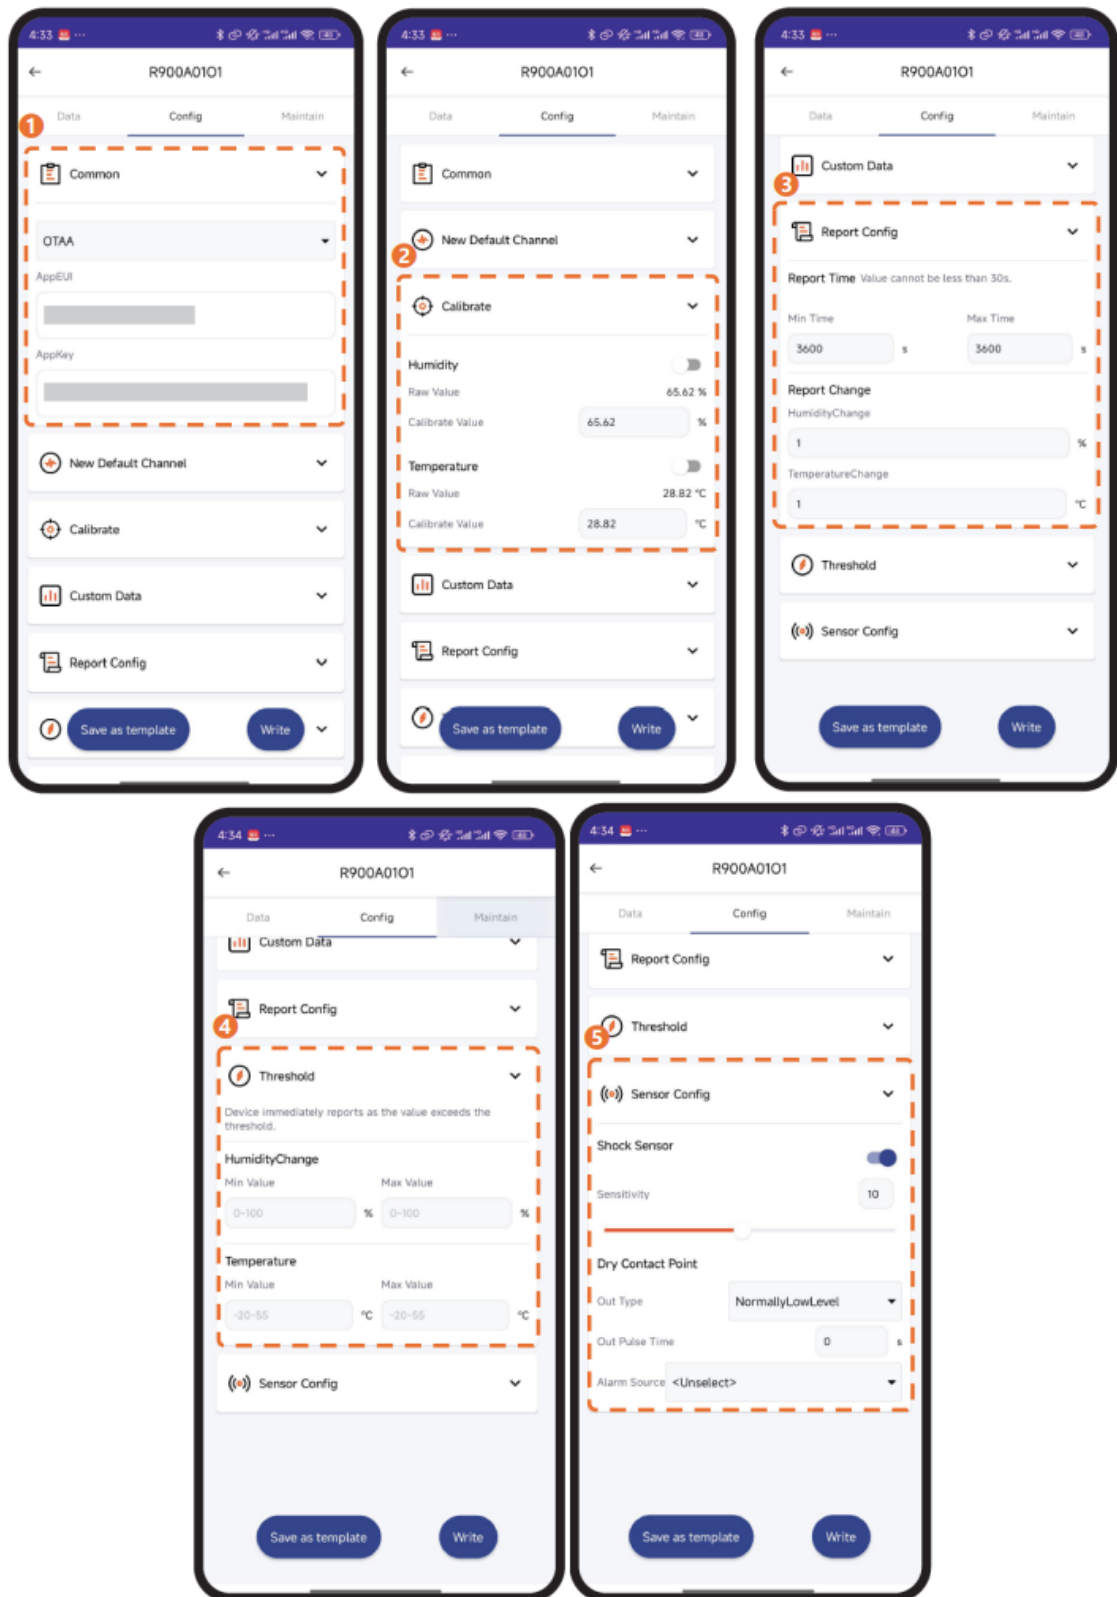 4:33
R900A01O1
Data Config Maintain
1
Common
OTAA
AppEUI
AppKey
New Default Channel
Calibrate
Custom Data
Report Config
Save as template Write
4:33
R900A01O1
Data Config Maintain
Common
New Default Channel
2
Calibrate
Humidity
Raw Value 65.62 %
Calibrate Value 65.62 %
Temperature
Raw Value 28.82 °C
Calibrate Value 28.82 °C
Custom Data
Report Config
Save as template Write
4:33
R900A01O1
Data Config Maintain
Custom Data
3
Report Config
Report Time Value cannot be less than 30s.
Min Time Max Time
3600 s 3600 s
Report Change
HumidityChange
1 %
TemperatureChange
1 °C
Threshold
Sensor Config
Save as template Write
4:34
R900A01O1
Data Config Maintain
Custom Data
Report Config
4
Threshold
Device immediately reports as the value exceeds the
threshold.
HumidityChange
Min Value Max Value
0~100 % 0~100 %
Temperature
Min Value Max Value
-20~55 °C -20~55 °C
Sensor Config
Save as template Write
4:34
R900A01O1
Data Config Maintain
Report Config
Threshold
5
Sensor Config
Shock Sensor
Sensitivity 10
Dry Contact Point
Out Type NormallyLowLevel
Out Pulse Time 0 s
Alarm Source <Unselect>
Save as template Write